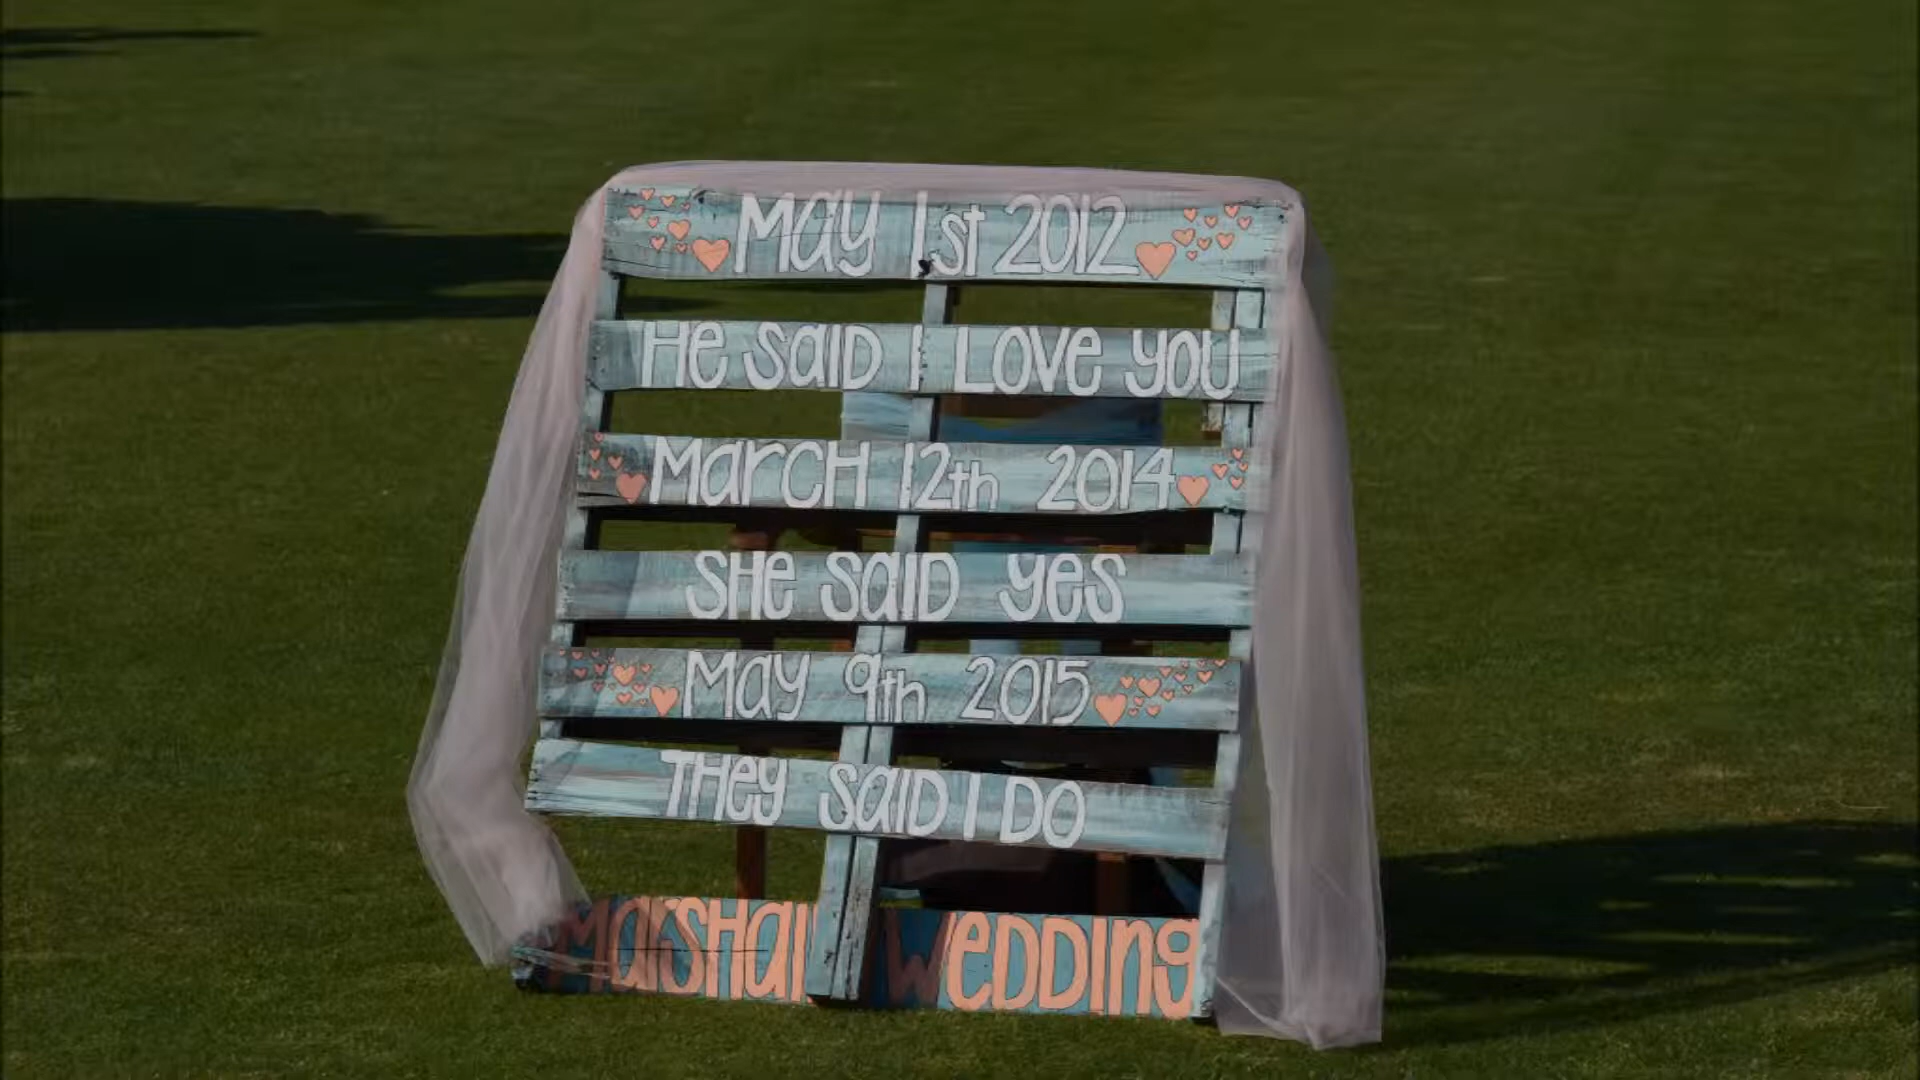 May 1st 2012
He said I Love you
March 12th 2014
She said yes
May 9th 2015
They said I Do
Marshall Wedding